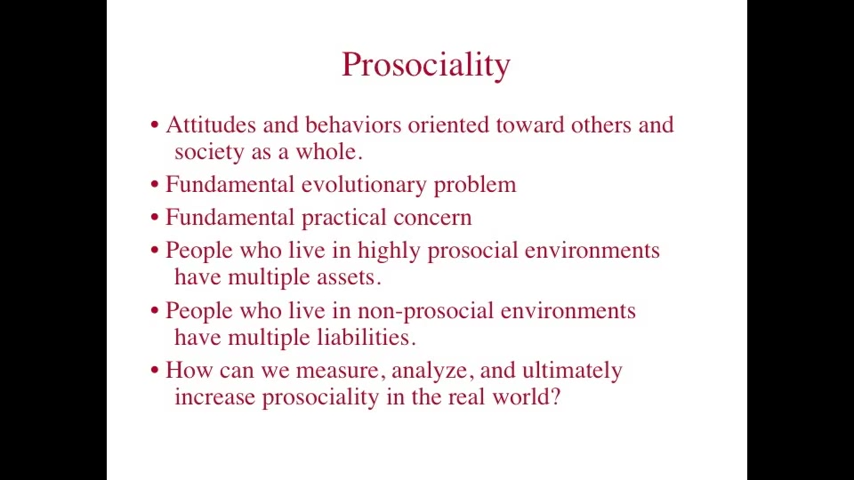 Prosociality
• Attitudes and behaviors oriented toward others and
society as a whole.
• Fundamental evolutionary problem
• Fundamental practical concern
• People who live in highly prosocial environments
have multiple assets.
• People who live in non-prosocial environments
have multiple liabilities.
• How can we measure, analyze, and ultimately
increase prosociality in the real world?